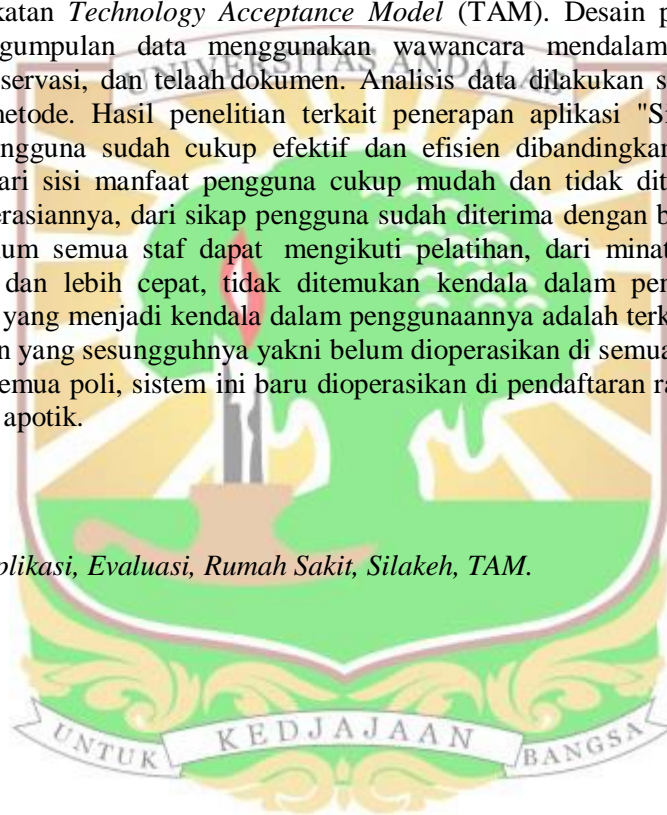 katan Technology Acceptance Model (TAM). Desain p
gumpulan data menggunakan wawancara mendalam
servasi, dan telaah dokumen. Analisis data dilakukan s
netode. Hasil penelitian terkait penerapan aplikasi "S
ngguna sudah cukup efektif dan efisien dibandingkan
ari sisi manfaat pengguna cukup mudah dan tidak dit
erasiannya, dari sikap pengguna sudah diterima dengan b
um semua staf dapat mengikuti pelatihan, dari minat
dan lebih cepat, tidak ditemukan kendala dalam pen
yang menjadi kendala dalam penggunaannya adalah terk
n yang sesungguhnya yakni belum dioperasikan di semua
emua poli, sistem ini baru dioperasikan di pendaftaran ra
apotik.
plikasi, Evaluasi, Rumah Sakit, Silakeh, TAM.
UNIVERSITAS ANDALAS
UNTUK KEDJAJAAN BANGSA